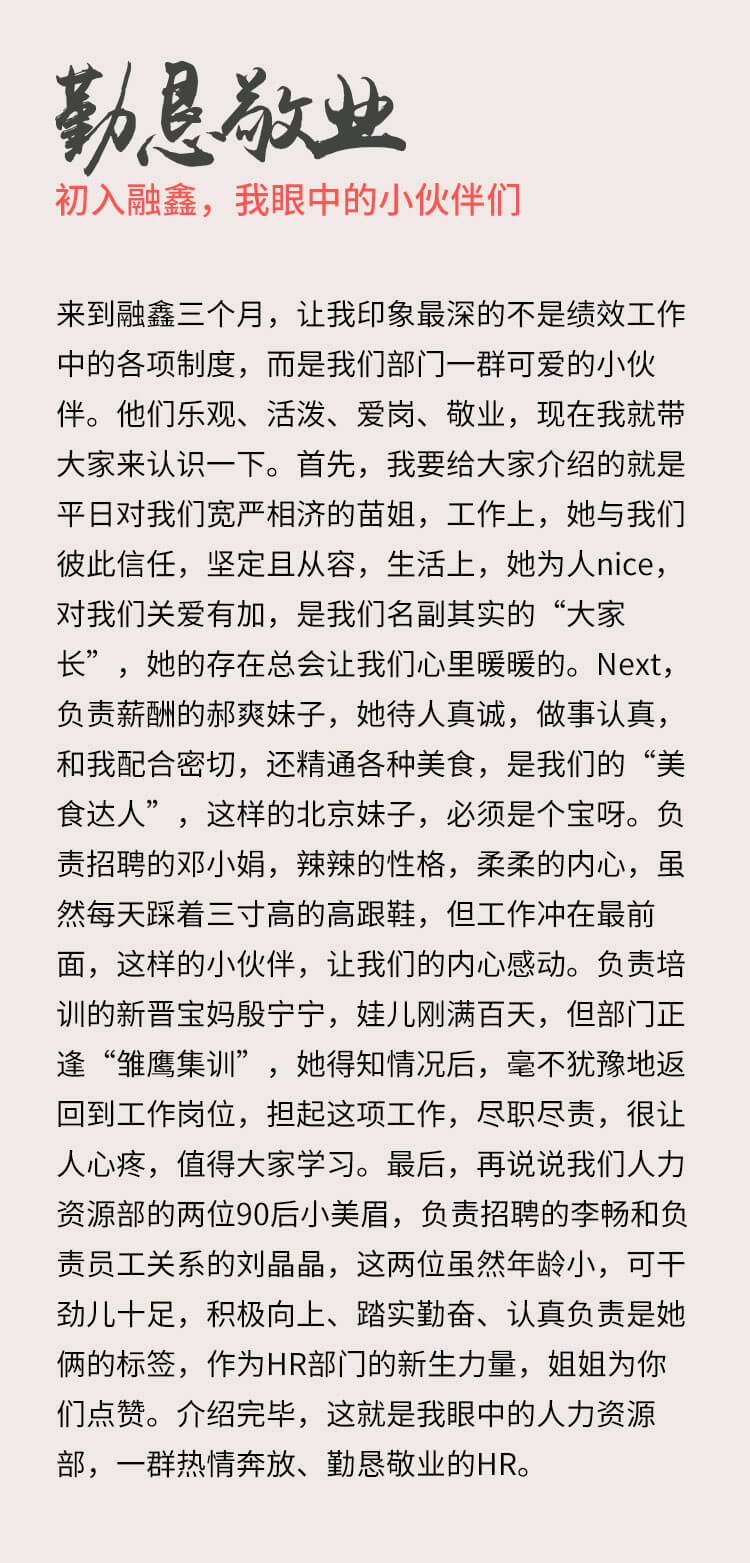 勤恳敬业
初入融鑫，我眼中的小伙伴们
来到融鑫三个月，让我印象最深的不是绩效工作
中的各项制度，而是我们部门一群可爱的小伙
伴。他们乐观、活泼、爱岗、敬业，现在我就带
大家来认识一下。首先，我要给大家介绍的就是
平日对我们宽严相济的苗姐，工作上，她与我们
彼此信任，坚定且从容，生活上，她为人nice，
对我们关爱有加，是我们名副其实的“大家
长”，她的存在总会让我们心里暖暖的。Next，
负责薪酬的郝爽妹子，她待人真诚，做事认真，
和我配合密切，还精通各种美食，是我们的“美
食达人”，这样的北京妹子，必须是个宝呀。负
责招聘的邓小娟，辣辣的性格，柔柔的内心，虽
然每天踩着三寸高的高跟鞋，但工作冲在最前
面，这样的小伙伴，让我们的内心感动。负责培
训的新晋宝妈殷宁宁，娃儿刚满百天，但部门正
逢“雏鹰集训”，她得知情况后，毫不犹豫地返
回到工作岗位，担起这项工作，尽职尽责，很让
人心疼，值得大家学习。最后，再说说我们人力
资源部的两位90后小美眉，负责招聘的李畅和负
责员工关系的刘晶晶，这两位虽然年龄小，可干
劲儿十足，积极向上、踏实勤奋、认真负责是她
俩的标签，作为HR部门的新生力量，姐姐为你
们点赞。介绍完毕，这就是我眼中的人力资源
部，一群热情奔放、勤恳敬业的HR。